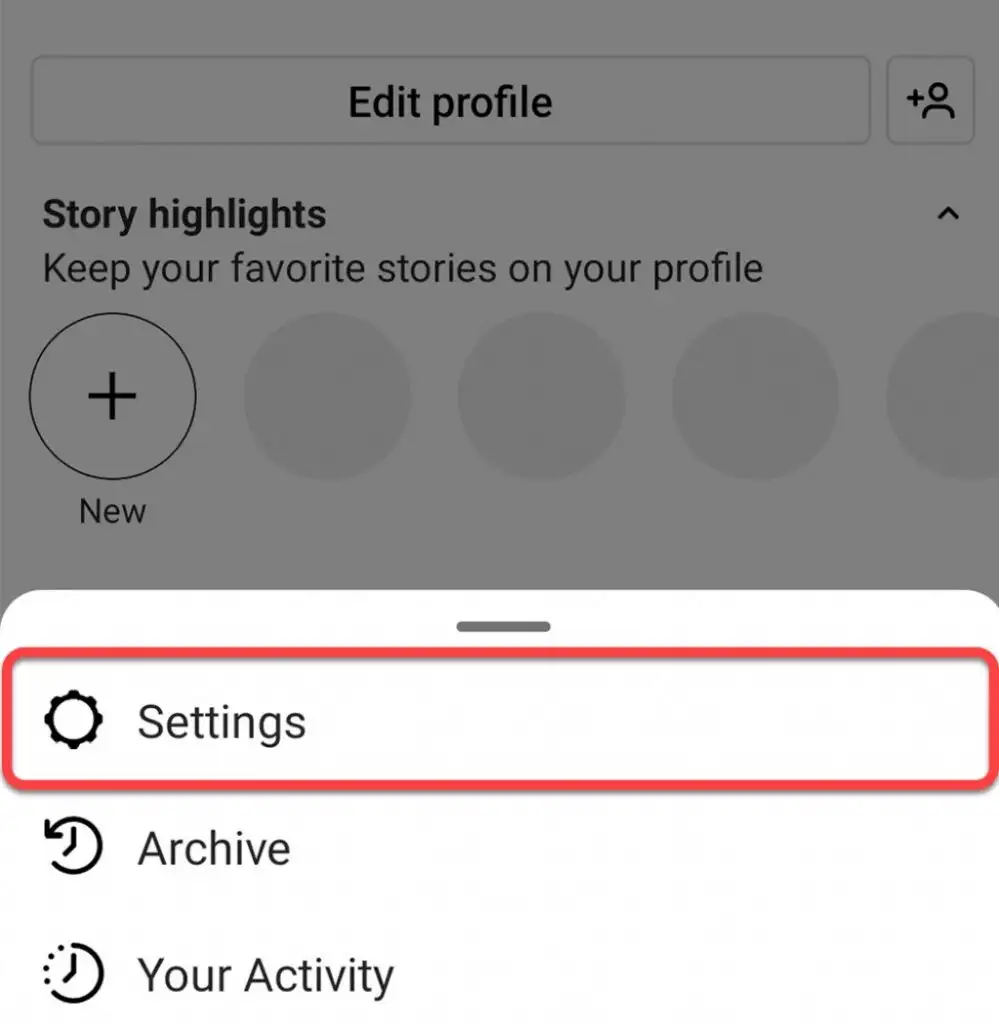 Edit profile
Story highlights
Keep your favorite stories on your profile
New
Settings
Archive
Your Activity